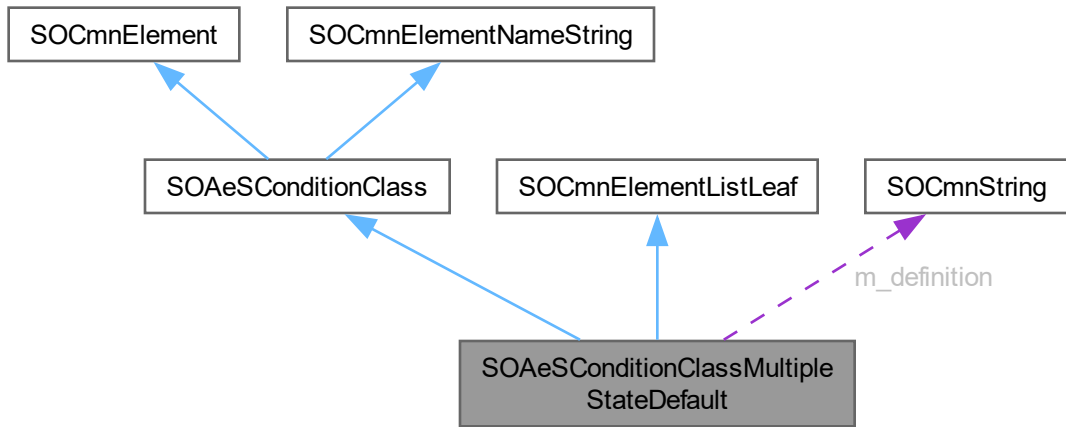 SOCmnElement
SOCmnElementNameString
SOAeSConditionClass
SOCmnElementListLeaf
SOCmnString
m_definition
SOAeSConditionClassMultiple
StateDefault